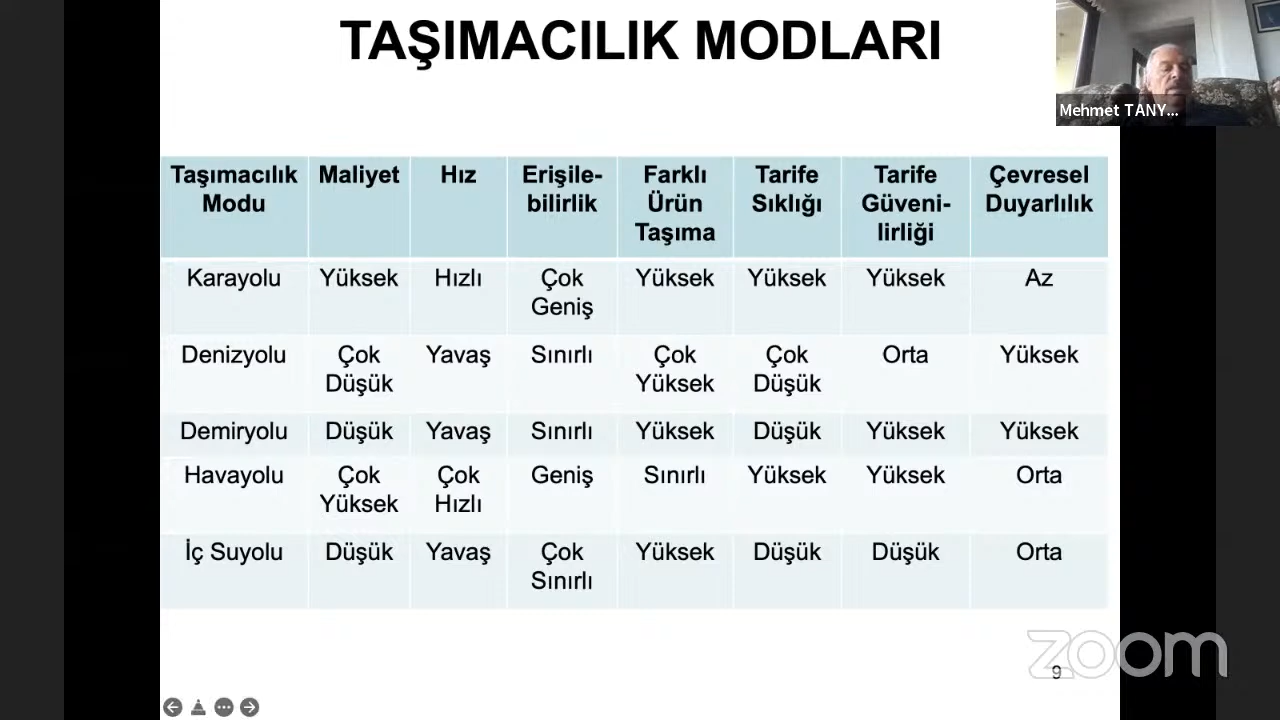 TAŞIMACILIK MODLARI
Mehmet TANY...
Taşımacılık Modu Maliyet Hız Erişile-bilirlik Farklı Ürün Taşıma Tarife Sıklığı Tarife Güveni-lirliği Çevresel Duyarlılık
Karayolu Yüksek Hızlı Çok Geniş Yüksek Yüksek Yüksek Az
Denizyolu Çok Düşük Yavaş Sınırlı Çok Yüksek Çok Düşük Orta Yüksek
Demiryolu Düşük Yavaş Sınırlı Yüksek Düşük Yüksek Yüksek
Havayolu Çok Yüksek Çok Hızlı Geniş Sınırlı Yüksek Yüksek Orta
İç Suyolu Düşük Yavaş Çok Sınırlı Yüksek Düşük Düşük Orta
zoom
9